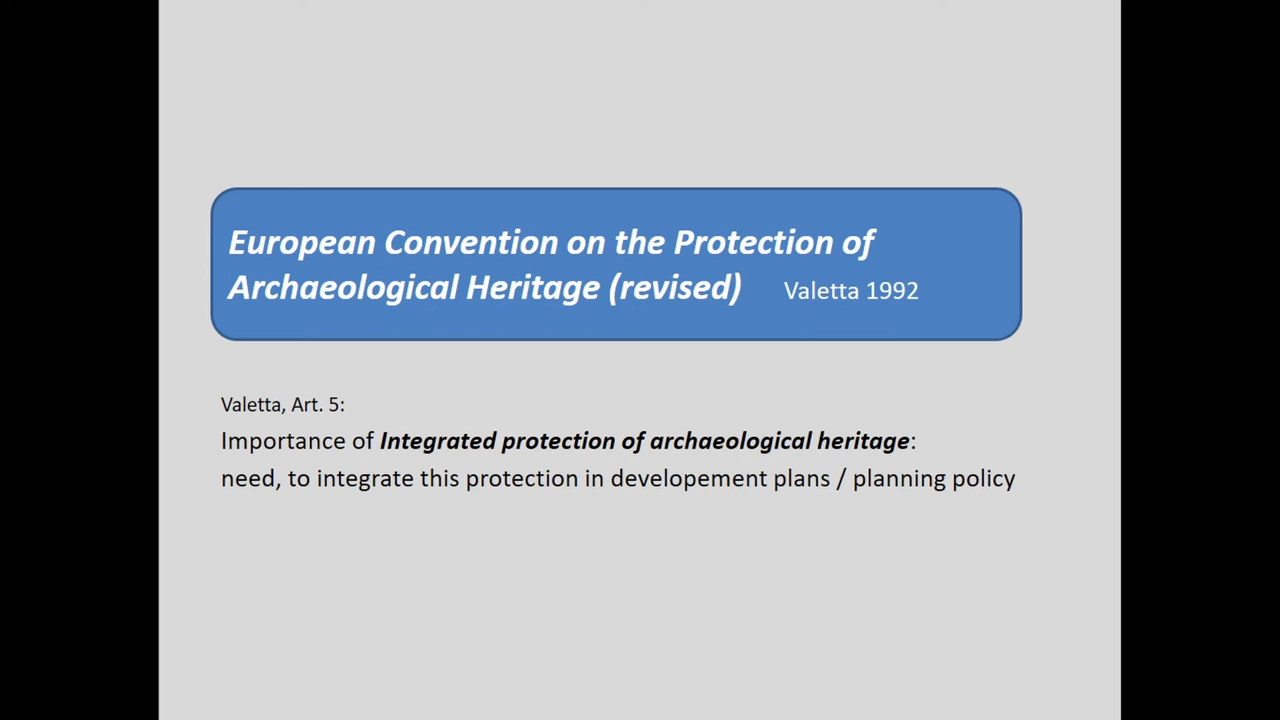 European Convention on the Protection of
Archaeological Heritage (revised) Valetta 1992
Valetta, Art. 5:
Importance of Integrated protection of archaeological heritage:
need, to integrate this protection in developement plans / planning policy